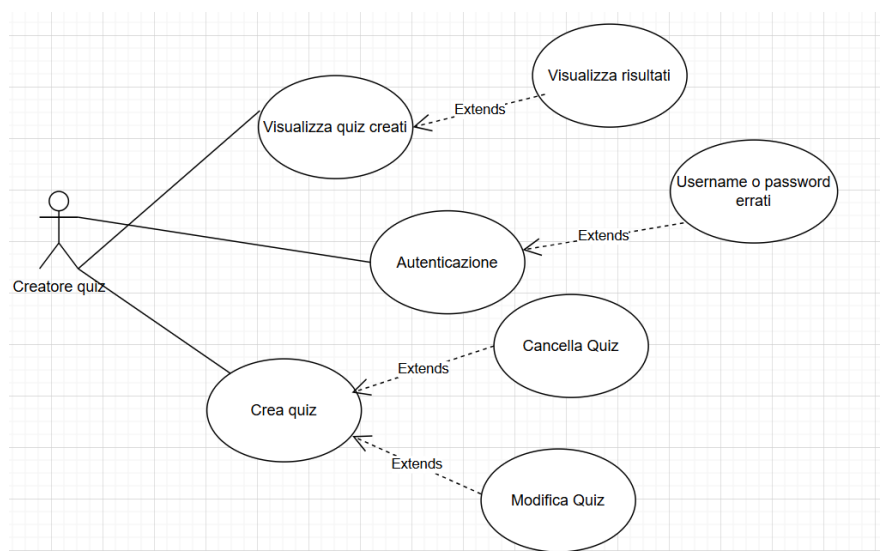 Visualizza risultati
Extends
Visualizza quiz creati
Username o password
errati
Extends
Autenticazione
Creatore quiz
Cancella Quiz
Extends
Crea quiz
Extends
Modifica Quiz